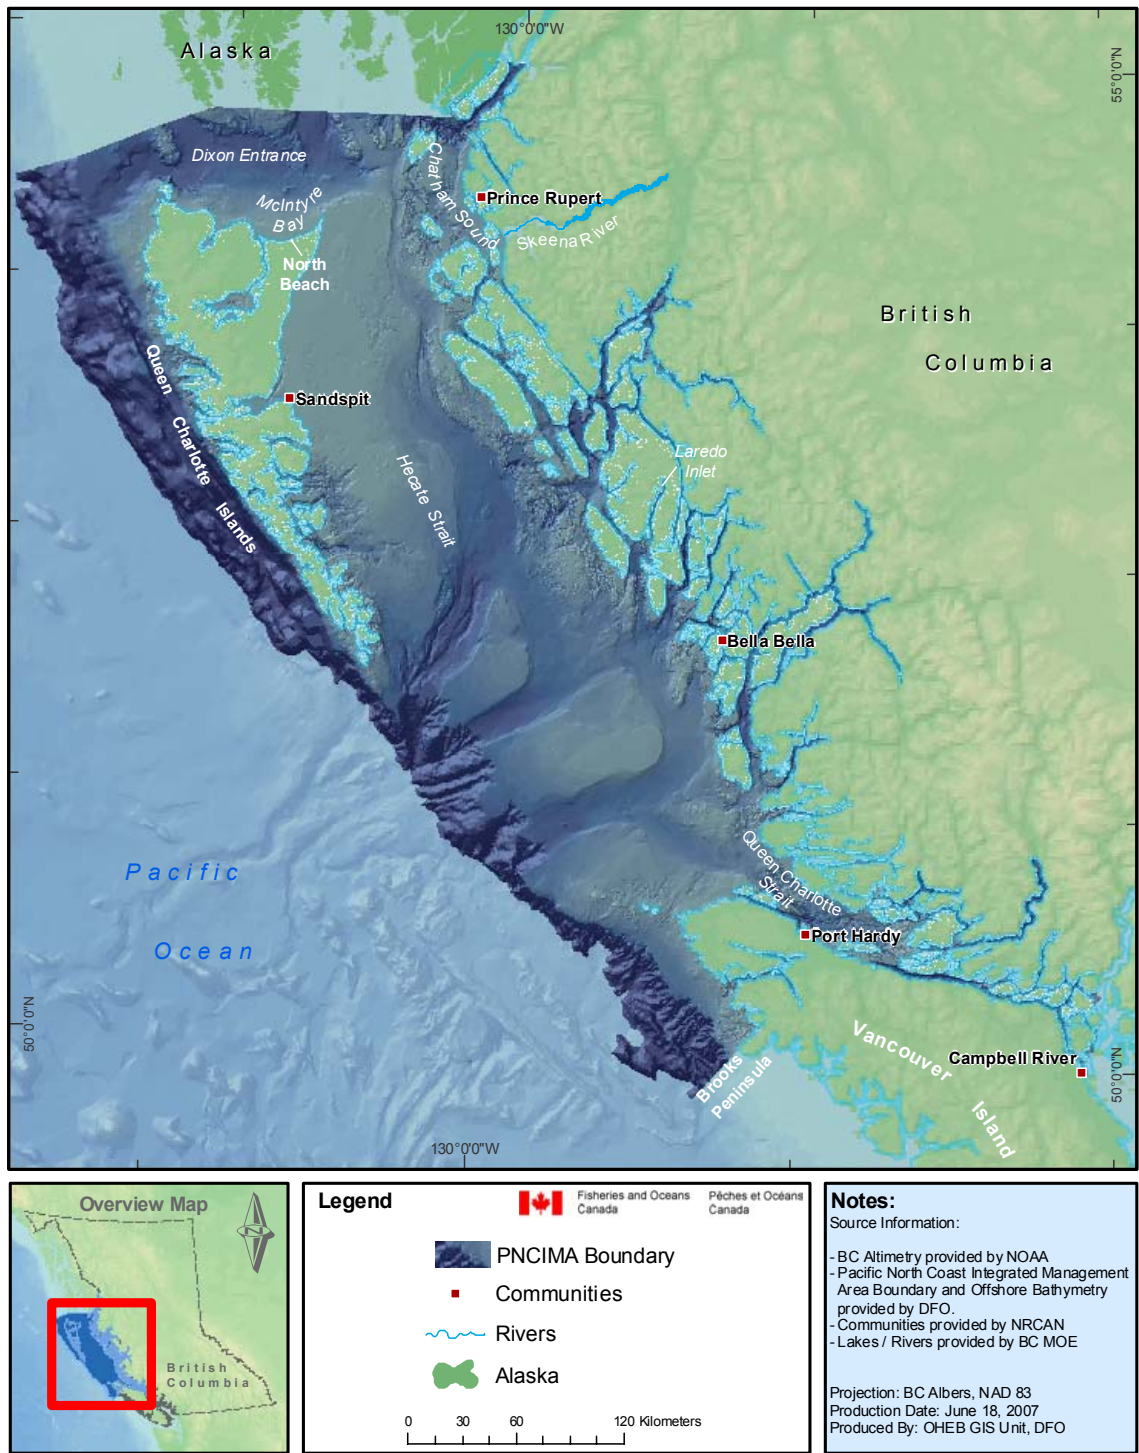 130°0'0"W
Alaska
55°0'0"N
Dixon Entrance
Chatham Sound
McIntyre
Bay
Prince Rupert
Skeena River
North
Beach
British
Columbia
Queen Charlotte Islands
Sandspit
Hecate Strait
Laredo
Inlet
Bella Bella
Pacific
Ocean
Queen Charlotte
Strait
Port Hardy
50°0'0"N
Vancouver
Island
Campbell River
50°0'0"N
Brooks
Peninsula
130°0'0"W
Overview Map
N
British
Columbia
Legend
Fisheries and Oceans
Canada
Pêches et Océans
Canada
PNCIMA Boundary
Communities
Rivers
Alaska
0 30 60 120 Kilometers
Notes:
Source Information:
- BC Altimetry provided by NOAA
- Pacific North Coast Integrated Management
Area Boundary and Offshore Bathymetry
provided by DFO.
- Communities provided by NRCAN
- Lakes / Rivers provided by BC MOE
Projection: BC Albers, NAD 83
Production Date: June 18, 2007
Produced By: OHEB GIS Unit, DFO